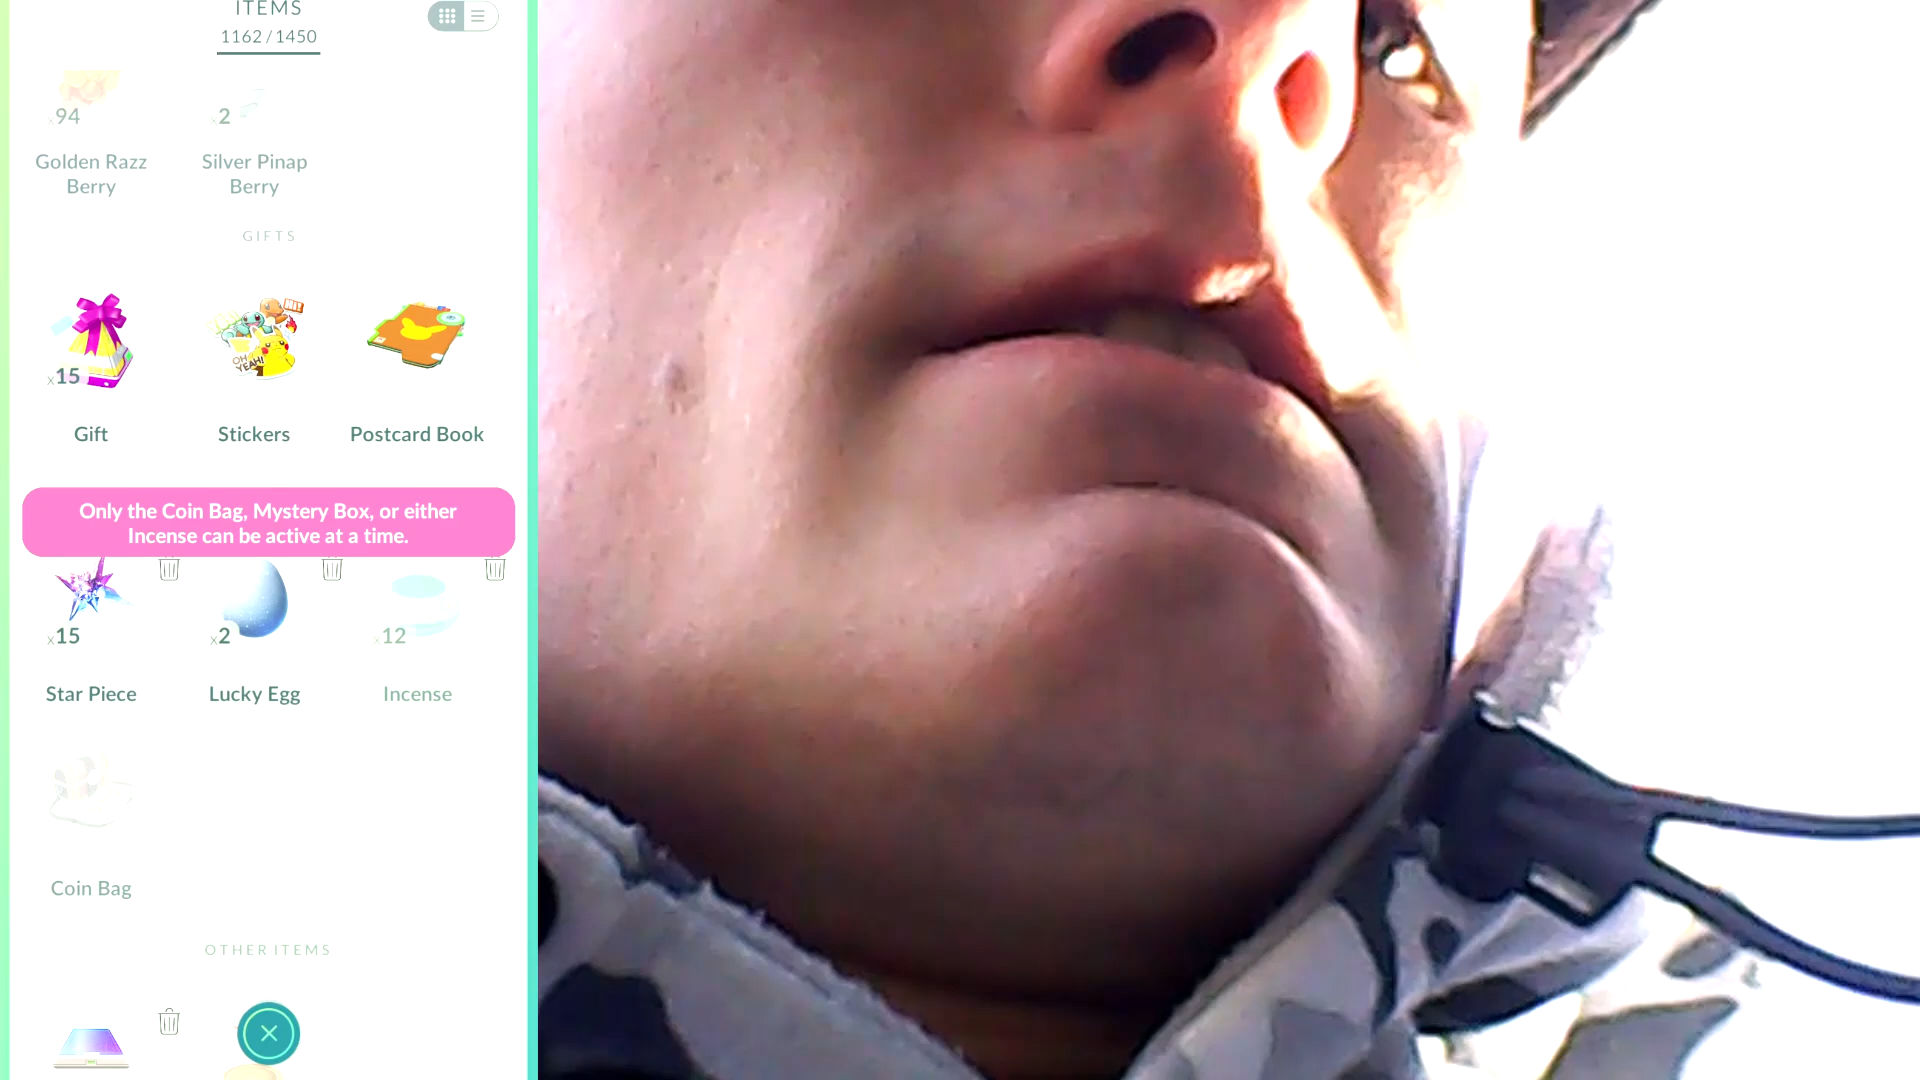 ITEMS
1162 / 1450
x94
x2
Golden Razz
Berry
Silver Pinap
Berry
GIFTS
OH
YEAH!
x15
Gift
Stickers
Postcard Book
Only the Coin Bag, Mystery Box, or either
Incense can be active at a time.
x15
x2
x12
Star Piece
Lucky Egg
Incense
Coin Bag
OTHER ITEMS